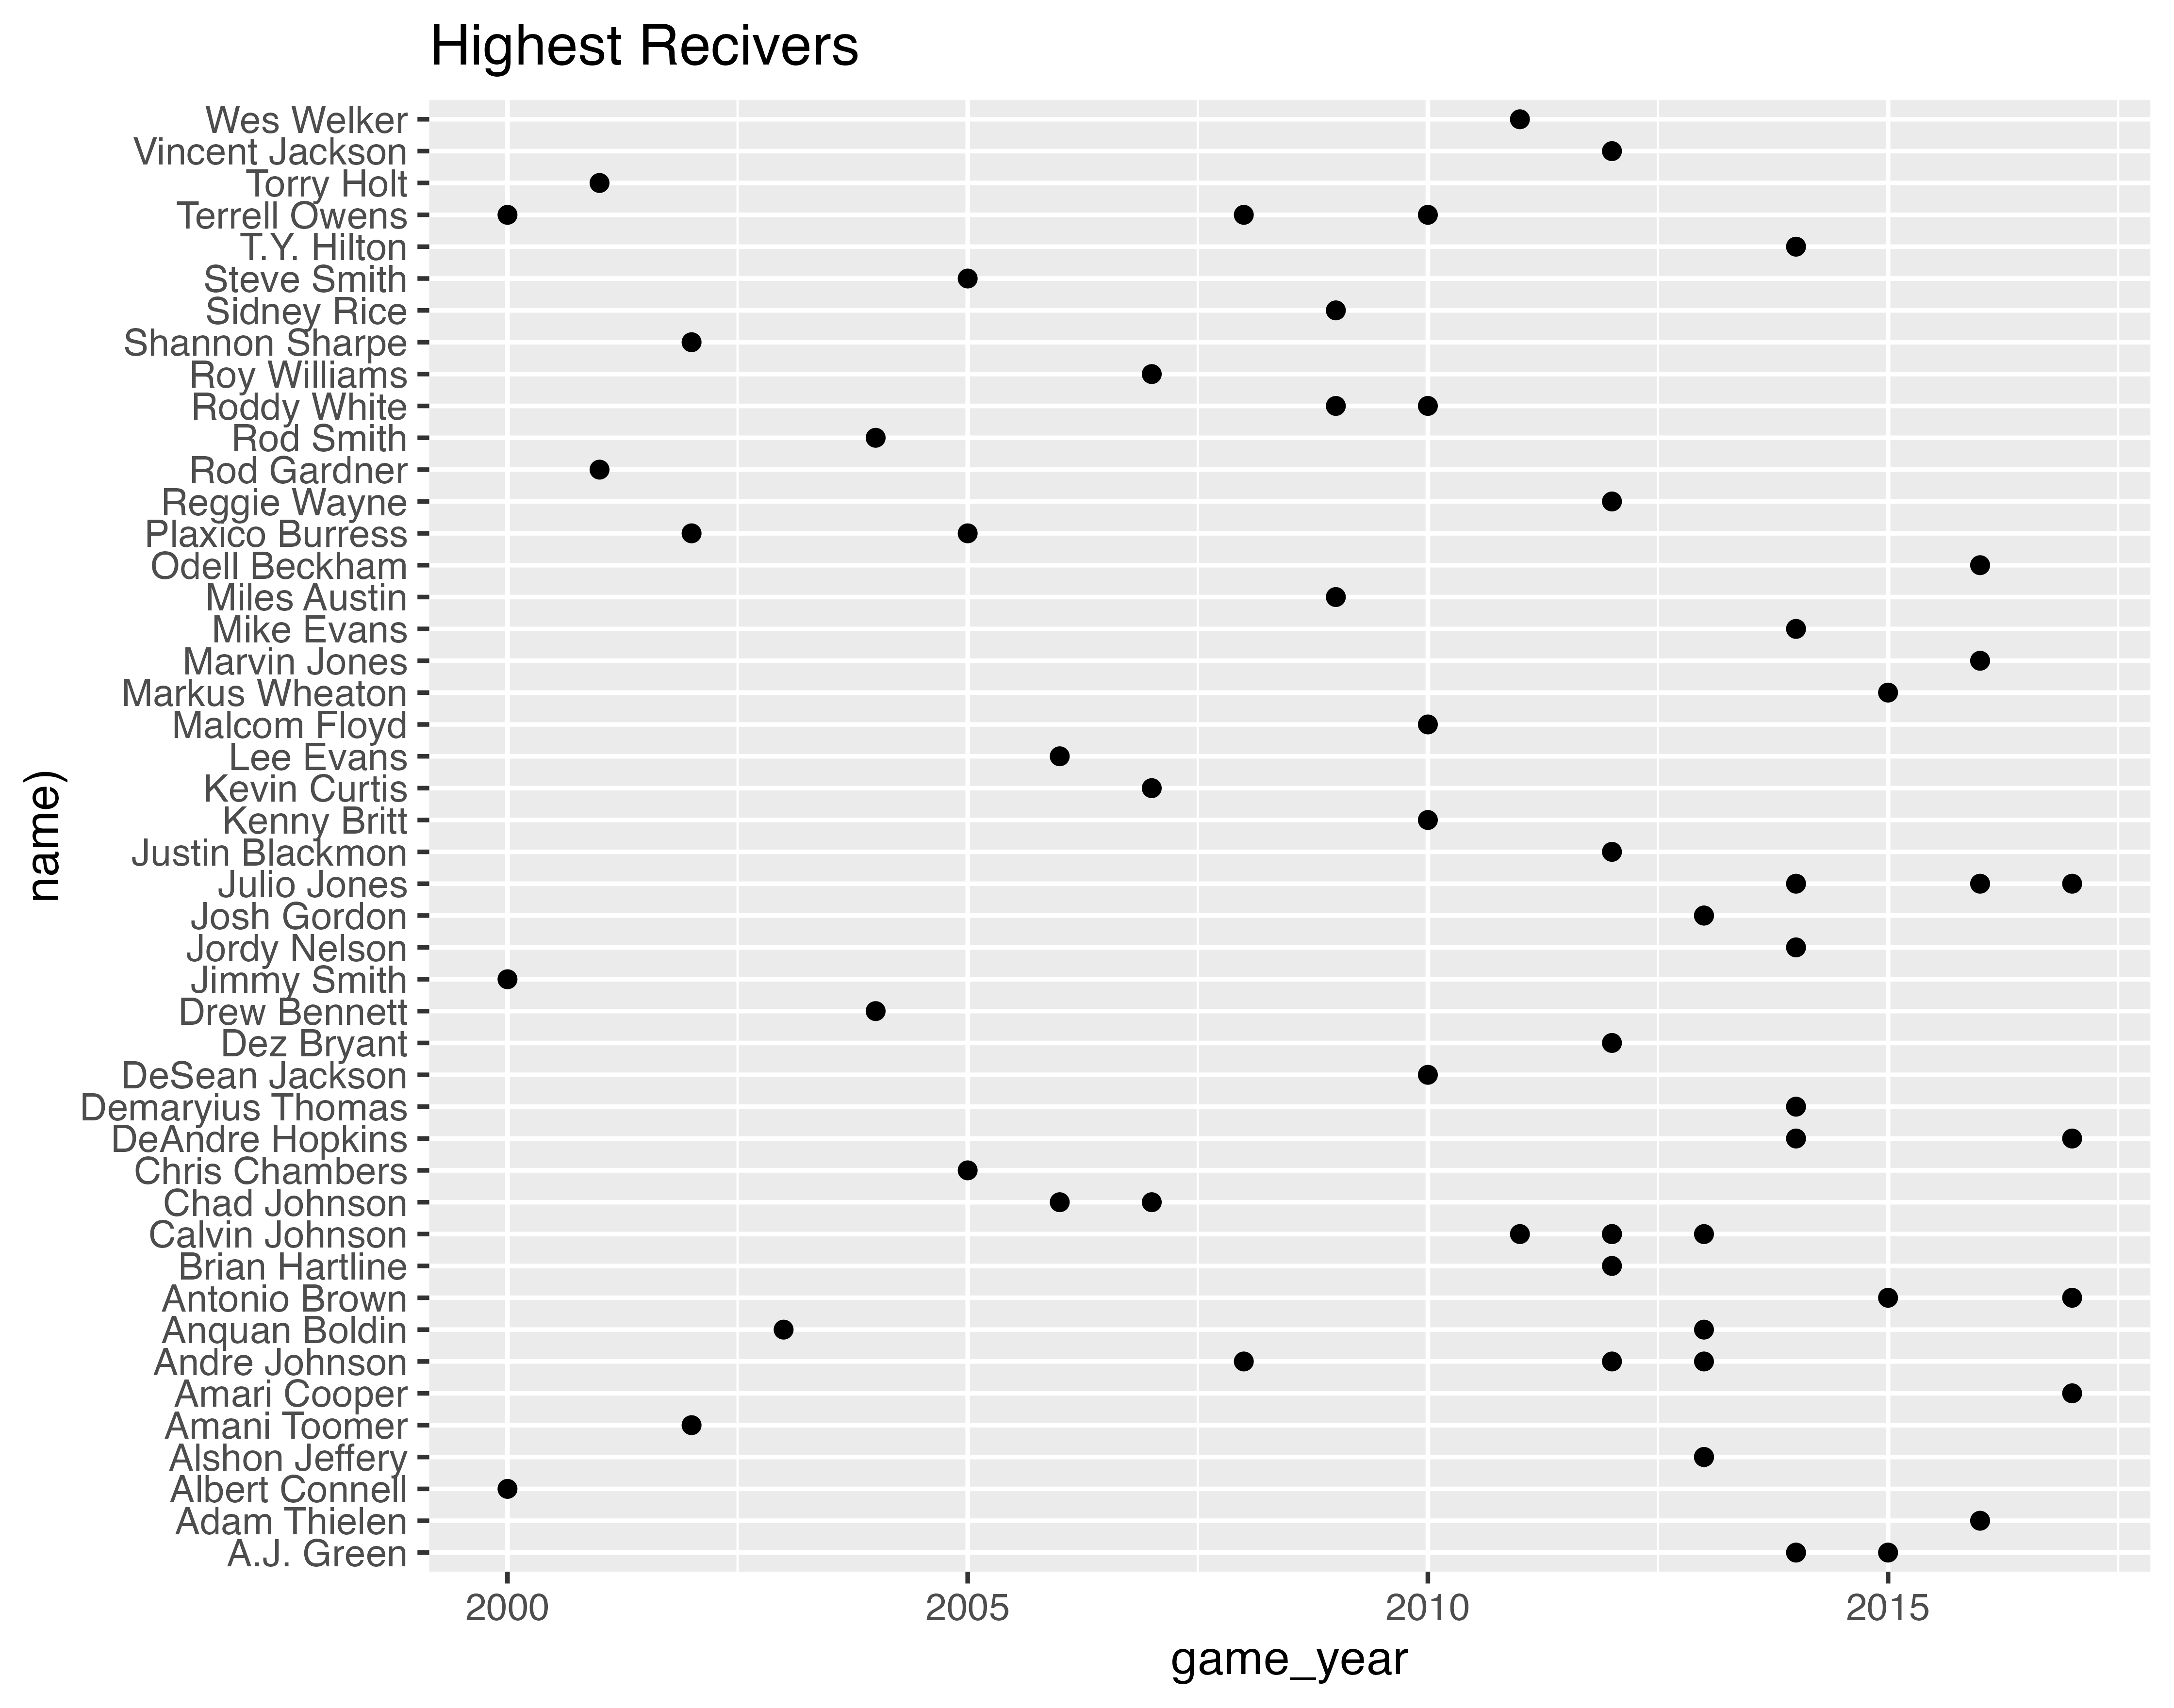 Highest Recivers
Wes Welker
Vincent Jackson
Torry Holt
Terrell Owens
T.Y. Hilton
Steve Smith
Sidney Rice
Shannon Sharpe
Roy Williams
Roddy White
Rod Smith
Rod Gardner
Reggie Wayne
Plaxico Burress
Odell Beckham
Miles Austin
Mike Evans
Marvin Jones
Markus Wheaton
Malcom Floyd
Lee Evans
Kevin Curtis
Kenny Britt
Justin Blackmon
Julio Jones
Josh Gordon
Jordy Nelson
Jimmy Smith
Drew Bennett
Dez Bryant
DeSean Jackson
Demaryius Thomas
DeAndre Hopkins
Chris Chambers
Chad Johnson
Calvin Johnson
Brian Hartline
Antonio Brown
Anquan Boldin
Andre Johnson
Amari Cooper
Amani Toomer
Alshon Jeffery
Albert Connell
Adam Thielen
A.J. Green
name)
2000 2005 2010 2015
game_year